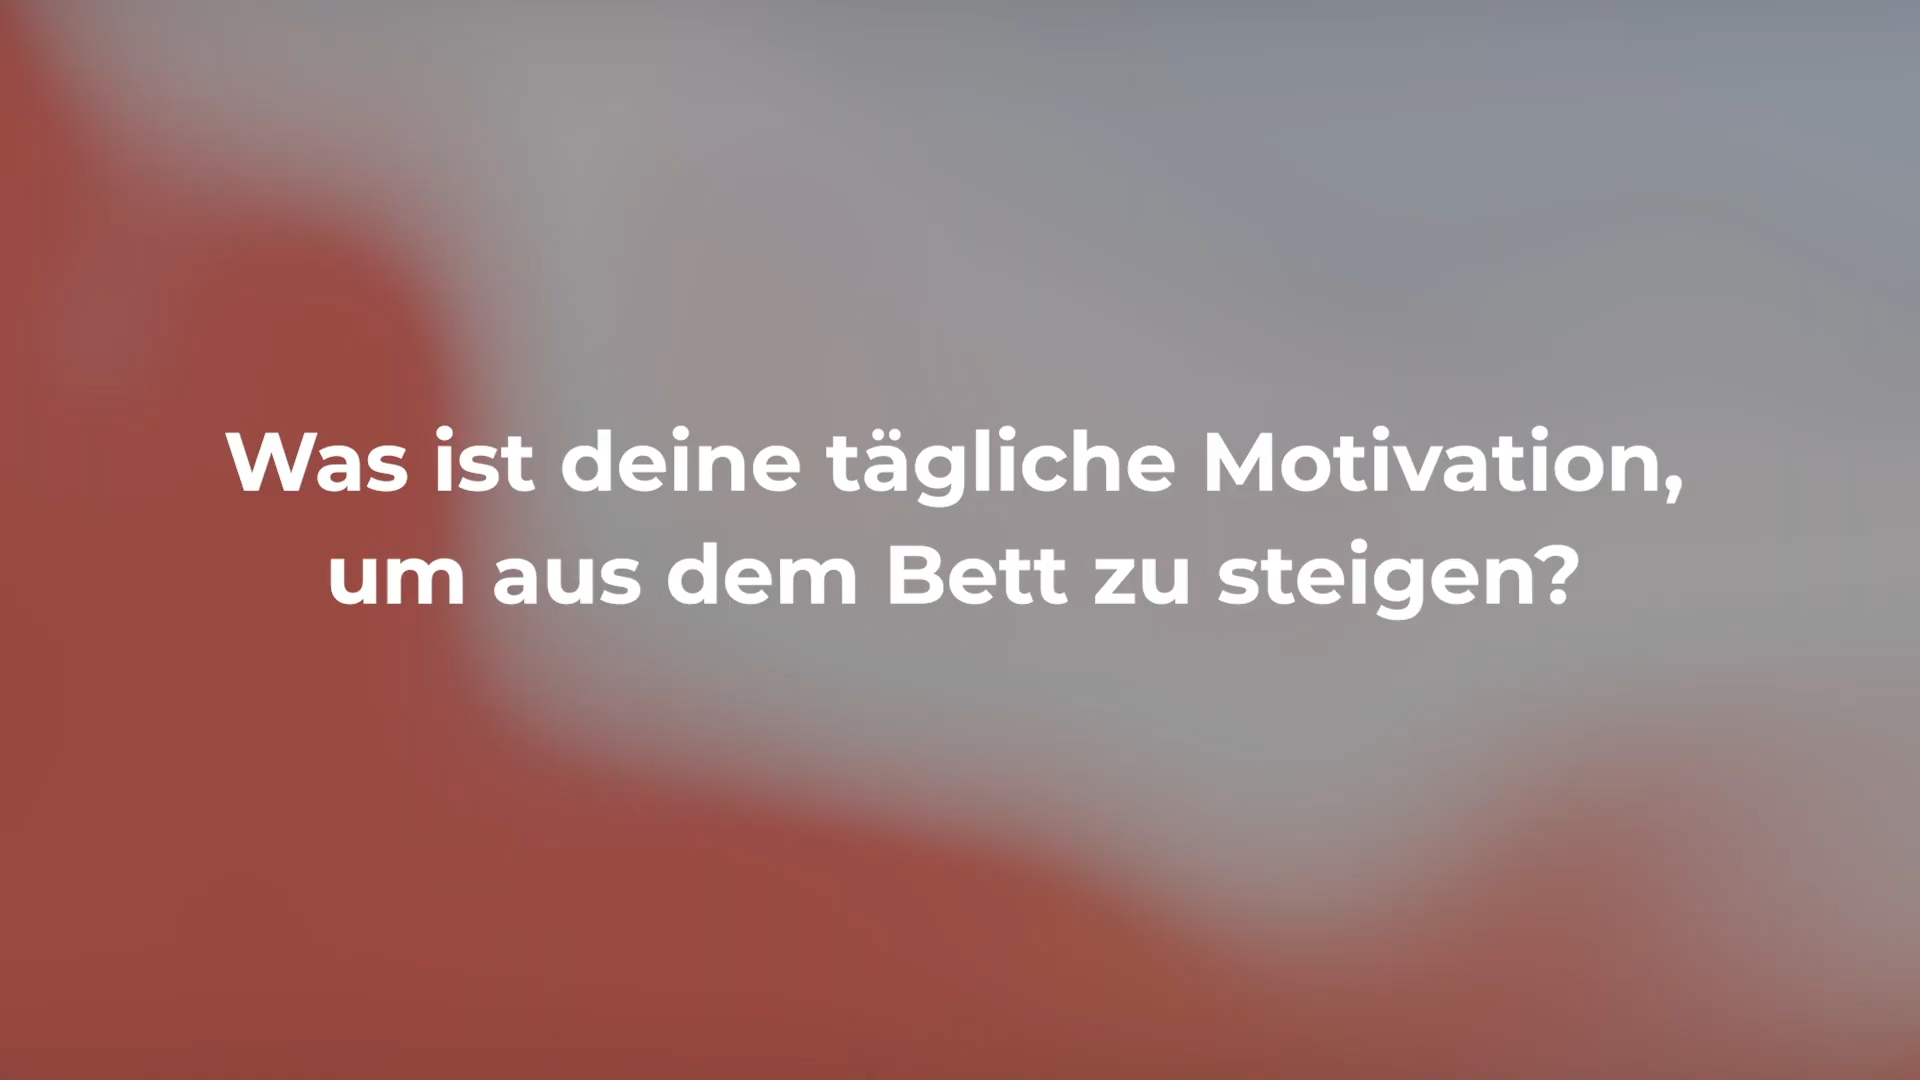 Was ist deine tägliche Motivation,
um aus dem Bett zu steigen?